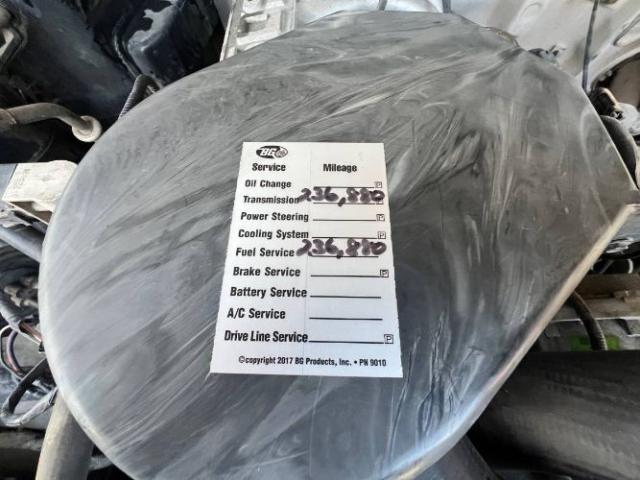 BG
Service Mileage
Oil Change P
Transmission 236,880
Power Steering P
Cooling System P
Fuel Service 236,880
Brake Service P
Battery Service
A/C Service
Drive Line Service P
©copyright 2017 BG Products, Inc. • PN 9010